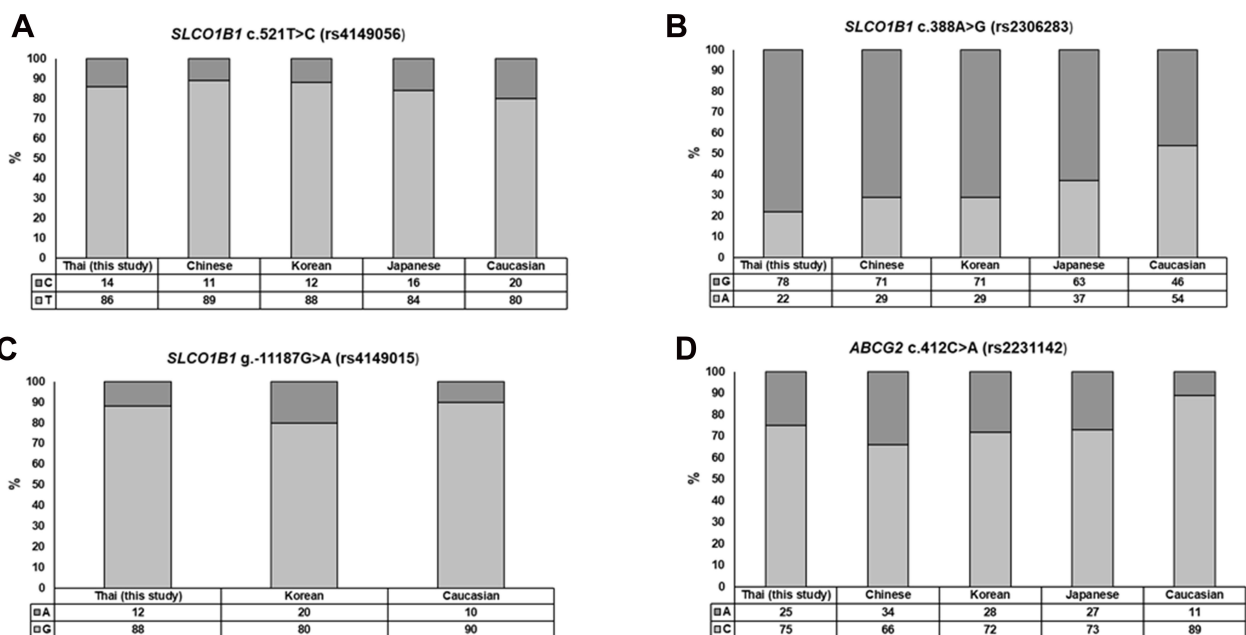 A
SLCO1B1 c.521T>C (rs4149056)
100
90
80
70
60
50
40
30
20
10
0
%
Thai (this study) Chinese Korean Japanese Caucasian
C 14 11 12 16 20
T 86 89 88 84 80
B
SLCO1B1 c.388A>G (rs2306283)
100
90
80
70
60
50
40
30
20
10
0
%
Thai (this study) Chinese Korean Japanese Caucasian
G 78 71 71 63 46
A 22 29 29 37 54
C
SLCO1B1 g.-11187G>A (rs4149015)
100
90
80
70
60
50
40
30
20
10
0
%
Thai (this study) Korean Caucasian
A 12 20 10
G 88 80 90
D
ABCG2 c.412C>A (rs2231142)
100
90
80
70
60
50
40
30
20
10
0
%
Thai (this study) Chinese Korean Japanese Caucasian
A 25 34 28 27 11
C 75 66 72 73 89